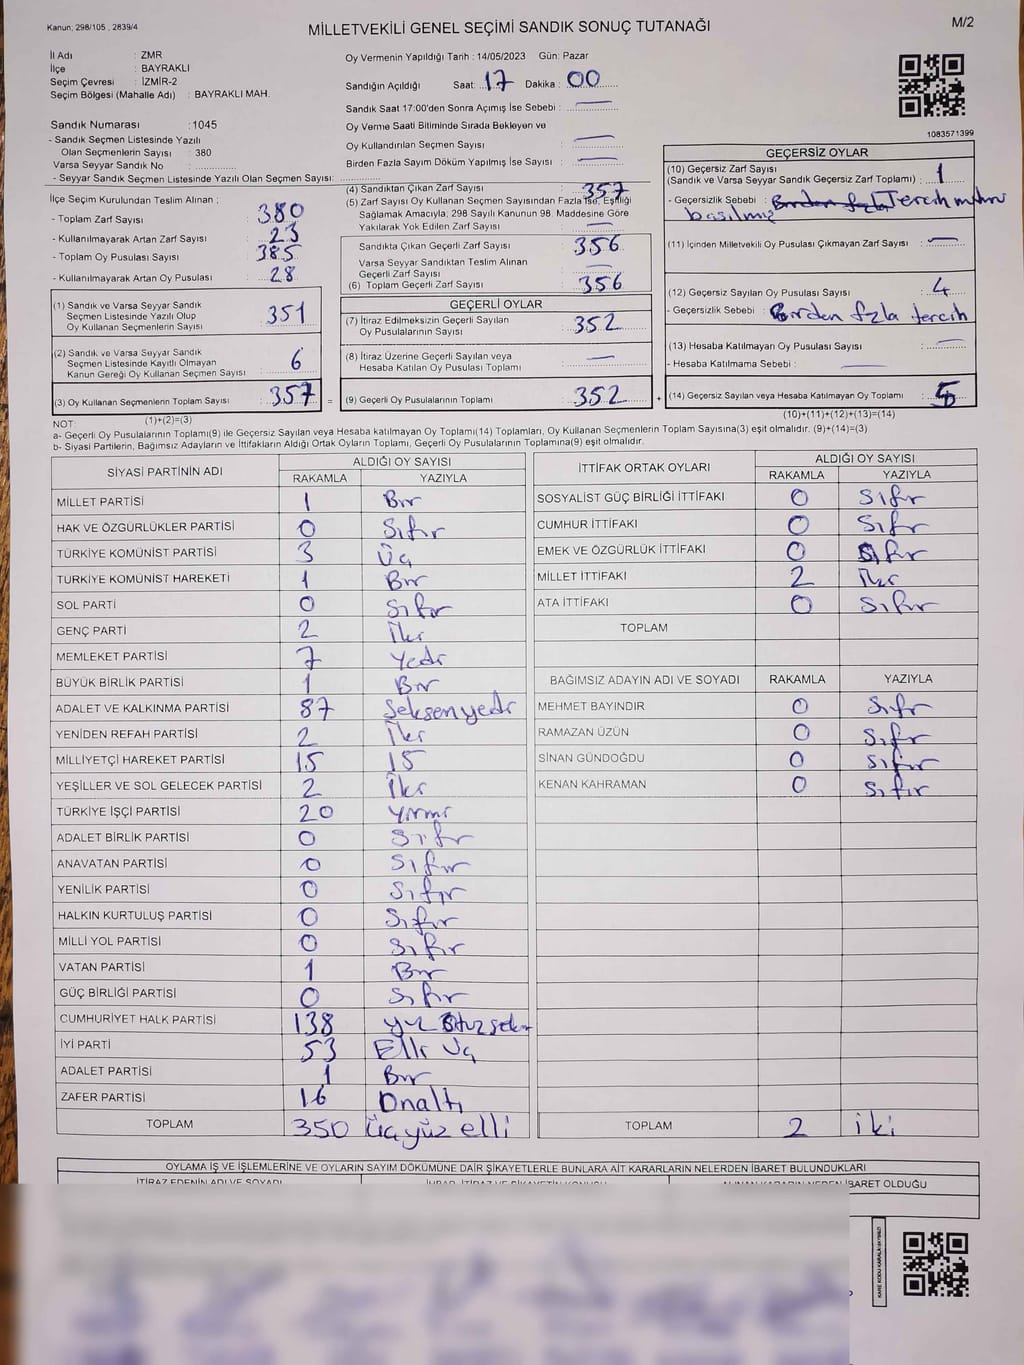 Kanun; 298/105 , 2839/4
MİLLETVEKİLİ GENEL SEÇİMİ SANDIK SONUÇ TUTANAĞI
M/2
İl Adı : ZMR
İlçe : BAYRAKLI
Seçim Çevresi : İZMİR-2
Seçim Bölgesi (Mahalle Adı) : BAYRAKLI MAH.
Oy Vermenin Yapıldığı Tarih : 14/05/2023 Gün: Pazar
Sandığın Açıldığı Saat: 17 Dakika : 00
Sandık Saat 17:00'den Sonra Açımış İse Sebebi :
Oy Verme Saati Bitiminde Sırada Bekleyen ve
Oy Kullandırılan Seçmen Sayısı :
Birden Fazla Sayım Döküm Yapılmış İse Sayısı :
1083571399
Sandık Numarası : 1045
- Sandık Seçmen Listesinde Yazılı
Olan Seçmenlerin Sayısı : 380
Varsa Seyyar Sandık No :
- Seyyar Sandık Seçmen Listesinde Yazılı Olan Seçmen Sayısı:
İlçe Seçim Kurulundan Teslim Alınan ;
- Toplam Zarf Sayısı : 380
- Kullanılmayarak Artan Zarf Sayısı : 23
- Toplam Oy Pusulası Sayısı : 385
- Kullanılmayarak Artan Oy Pusulası : 28
(1) Sandık ve Varsa Seyyar Sandık
Seçmen Listesinde Yazılı Olup
Oy Kullanan Seçmenlerin Sayısı : 351
(2) Sandık ve Varsa Seyyar Sandık
Seçmen Listesinde Kayıtlı Olmayan
Kanun Gereği Oy Kullanan Seçmen Sayısı : 6
(3) Oy Kullanan Seçmenlerin Toplam Sayısı : 357 =
(4) Sandıktan Çıkan Zarf Sayısı : 357
(5) Zarf Sayısı Oy Kullanan Seçmen Sayısından Fazla İse, Eşitliği
Sağlamak Amacıyla; 298 Sayılı Kanunun 98. Maddesine Göre
Yakılarak Yok Edilen Zarf Sayısı :
Sandıkta Çıkan Geçerli Zarf Sayısı : 356
Varsa Seyyar Sandıktan Teslim Alınan
Geçerli Zarf Sayısı :
(6) Toplam Geçerli Zarf Sayısı : 356
GEÇERLİ OYLAR
(7) İtiraz Edilmeksizin Geçerli Sayılan
Oy Pusulalarının Sayısı : 352
(8) İtiraz Üzerine Geçerli Sayılan veya
Hesaba Katılan Oy Pusulası Toplamı :
(9) Geçerli Oy Pusulalarının Toplamı : 352 +
GEÇERSİZ OYLAR
(10) Geçersiz Zarf Sayısı
(Sandık ve Varsa Seyyar Sandık Geçersiz Zarf Toplamı) : 1
- Geçersizlik Sebebi : Birden fazla Tercih mührü
basılmış
(11) İçinden Milletvekili Oy Pusulası Çıkmayan Zarf Sayısı :
(12) Geçersiz Sayılan Oy Pusulası Sayısı : 4
- Geçersizlik Sebebi : Birden fazla tercih
(13) Hesaba Katılmayan Oy Pusulası Sayısı :
- Hesaba Katılmama Sebebi :
(14) Geçersiz Sayılan veya Hesaba Katılmayan Oy Toplamı : 5
NOT: (1)+(2)=(3)
(10)+(11)+(12)+(13)=(14)
a- Geçerli Oy Pusulalarının Toplamı(9) ile Geçersiz Sayılan veya Hesaba katılmayan Oy Toplamı(14) Toplamları, Oy Kullanan Seçmenlerin Toplam Sayısına(3) eşit olmalıdır. (9)+(14)=(3)
b- Siyasi Partilerin, Bağımsız Adayların ve İttifakların Aldığı Ortak Oyların Toplamı, Geçerli Oy Pusulalarının Toplamına(9) eşit olmalıdır.
SİYASİ PARTİNİN ADI ALDIĞI OY SAYISI
RAKAMLA YAZIYLA
MİLLET PARTİSİ 1 Bir
HAK VE ÖZGÜRLÜKLER PARTİSİ 0 Sıfır
TÜRKİYE KOMÜNİST PARTİSİ 3 Üç
TÜRKİYE KOMÜNİST HAREKETİ 1 Bir
SOL PARTİ 0 Sıfır
GENÇ PARTİ 2 İki
MEMLEKET PARTİSİ 7 Yedi
BÜYÜK BİRLİK PARTİSİ 1 Bir
ADALET VE KALKINMA PARTİSİ 87 Seksenyedi
YENİDEN REFAH PARTİSİ 2 İki
MİLLİYETÇİ HAREKET PARTİSİ 15 15
YEŞİLLER VE SOL GELECEK PARTİSİ 2 İki
TÜRKİYE İŞÇİ PARTİSİ 20 Yirmi
ADALET BİRLİK PARTİSİ 0 Sıfır
ANAVATAN PARTİSİ 0 Sıfır
YENİLİK PARTİSİ 0 Sıfır
HALKIN KURTULUŞ PARTİSİ 0 Sıfır
MİLLİ YOL PARTİSİ 0 Sıfır
VATAN PARTİSİ 1 Bir
GÜÇ BİRLİĞİ PARTİSİ 0 Sıfır
CUMHURİYET HALK PARTİSİ 138 yüz otuzsekiz
İYİ PARTİ 53 Elli Üç
ADALET PARTİSİ 1 Bir
ZAFER PARTİSİ 16 Onaltı
TOPLAM 350 üçyüz elli
İTTİFAK ORTAK OYLARI ALDIĞI OY SAYISI
RAKAMLA YAZIYLA
SOSYALİST GÜÇ BİRLİĞİ İTTİFAKI 0 Sıfır
CUMHUR İTTİFAKI 0 Sıfır
EMEK VE ÖZGÜRLÜK İTTİFAKI 0 Sıfır
MİLLET İTTİFAKI 2 İki
ATA İTTİFAKI 0 Sıfır
TOPLAM
BAĞIMSIZ ADAYIN ADI VE SOYADI RAKAMLA YAZIYLA
MEHMET BAYINDIR 0 Sıfır
RAMAZAN ÜZÜN 0 Sıfır
SİNAN GÜNDOĞDU 0 Sıfır
KENAN KAHRAMAN 0 Sıfır
TOPLAM 2 iki
OYLAMA İŞ VE İŞLEMLERİNE VE OYLARIN SAYIM DÖKÜMÜNE DAİR ŞİKAYETLERLE BUNLARA AİT KARARLARIN NELERDEN İBARET BULUNDUKLARI
İTİRAZ EDENİN ADI VE SOYADI
İBARET OLDUĞU